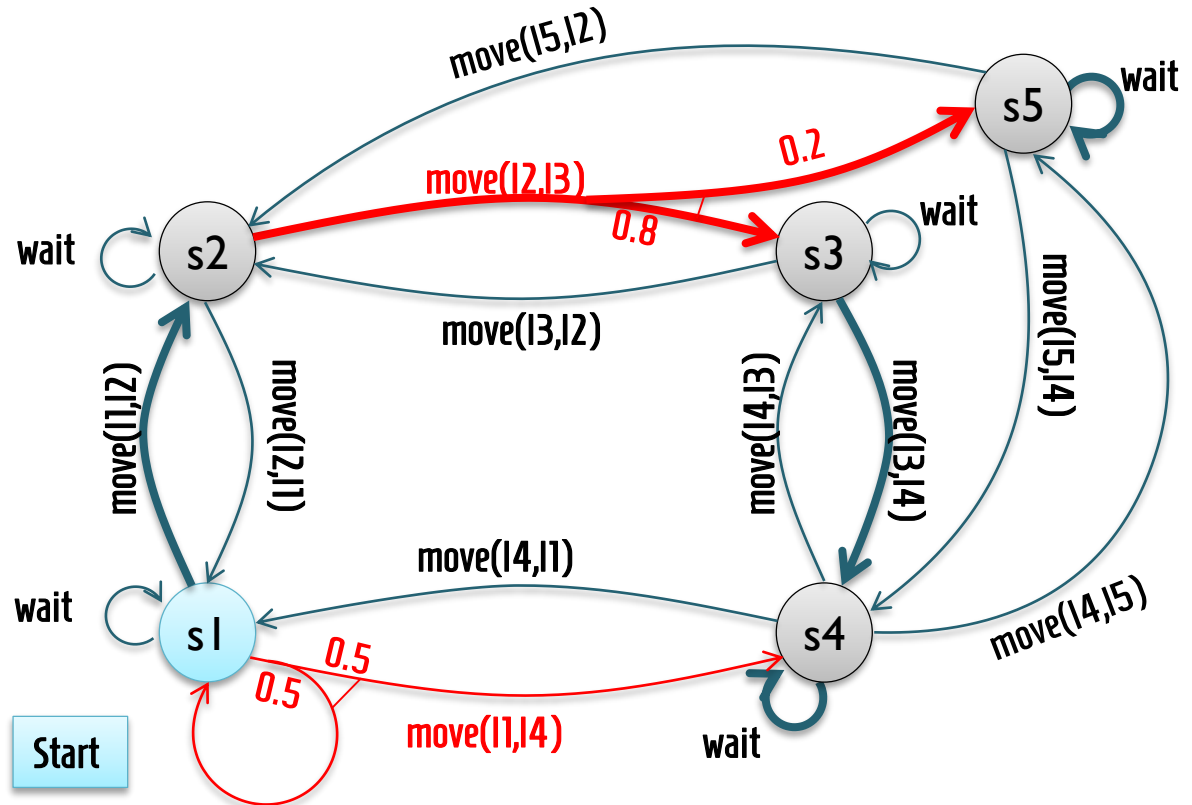 move(l5,l2)
wait
s5
0.2
move(l2,l3)
0.8
wait
wait
s2
s3
move(l3,l2)
move(l5,l4)
move(l1,l2)
move(l2,l1)
move(l4,l3)
move(l3,l4)
move(l4,l1)
wait
s1
s4
move(l4,l5)
0.5
0.5
move(l1,l4)
wait
Start